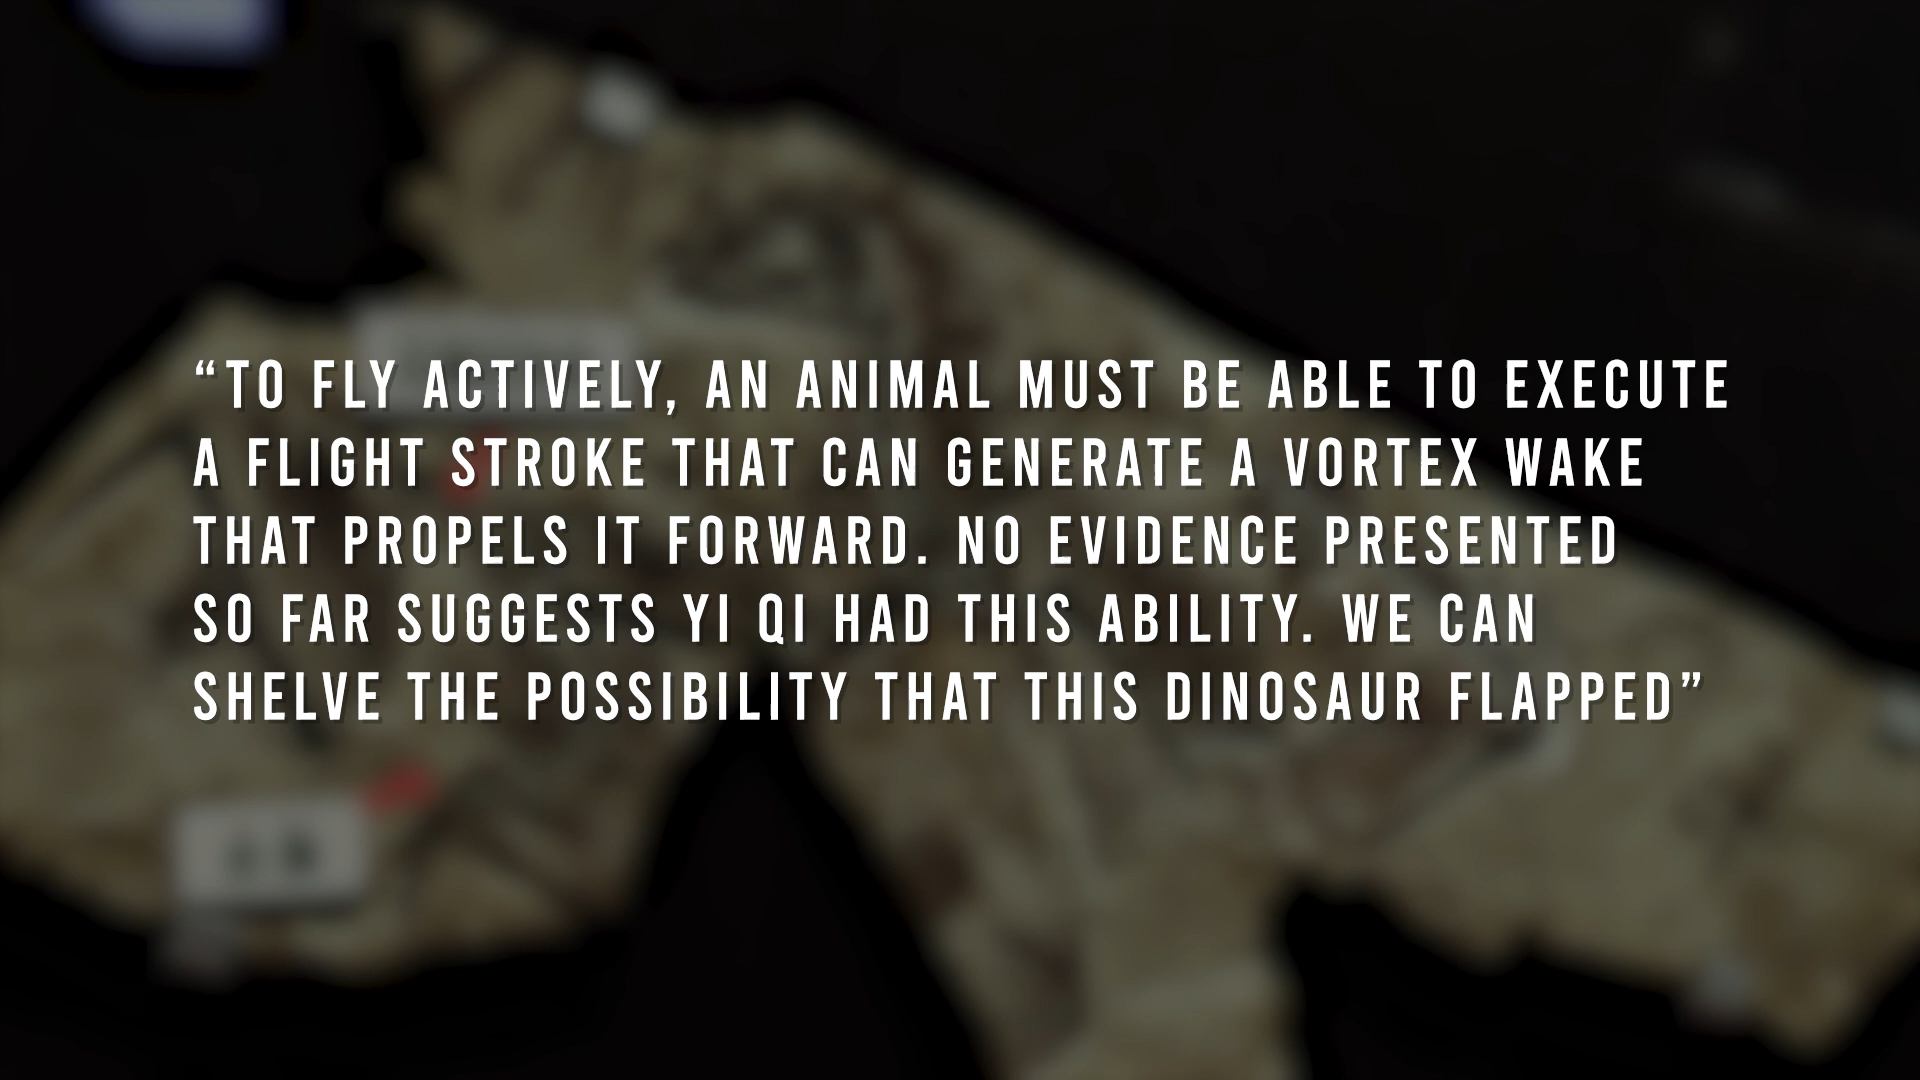 “TO FLY ACTIVELY, AN ANIMAL MUST BE ABLE TO EXECUTE
A FLIGHT STROKE THAT CAN GENERATE A VORTEX WAKE
THAT PROPELS IT FORWARD. NO EVIDENCE PRESENTED
SO FAR SUGGESTS YI QI HAD THIS ABILITY. WE CAN
SHELVE THE POSSIBILITY THAT THIS DINOSAUR FLAPPED”